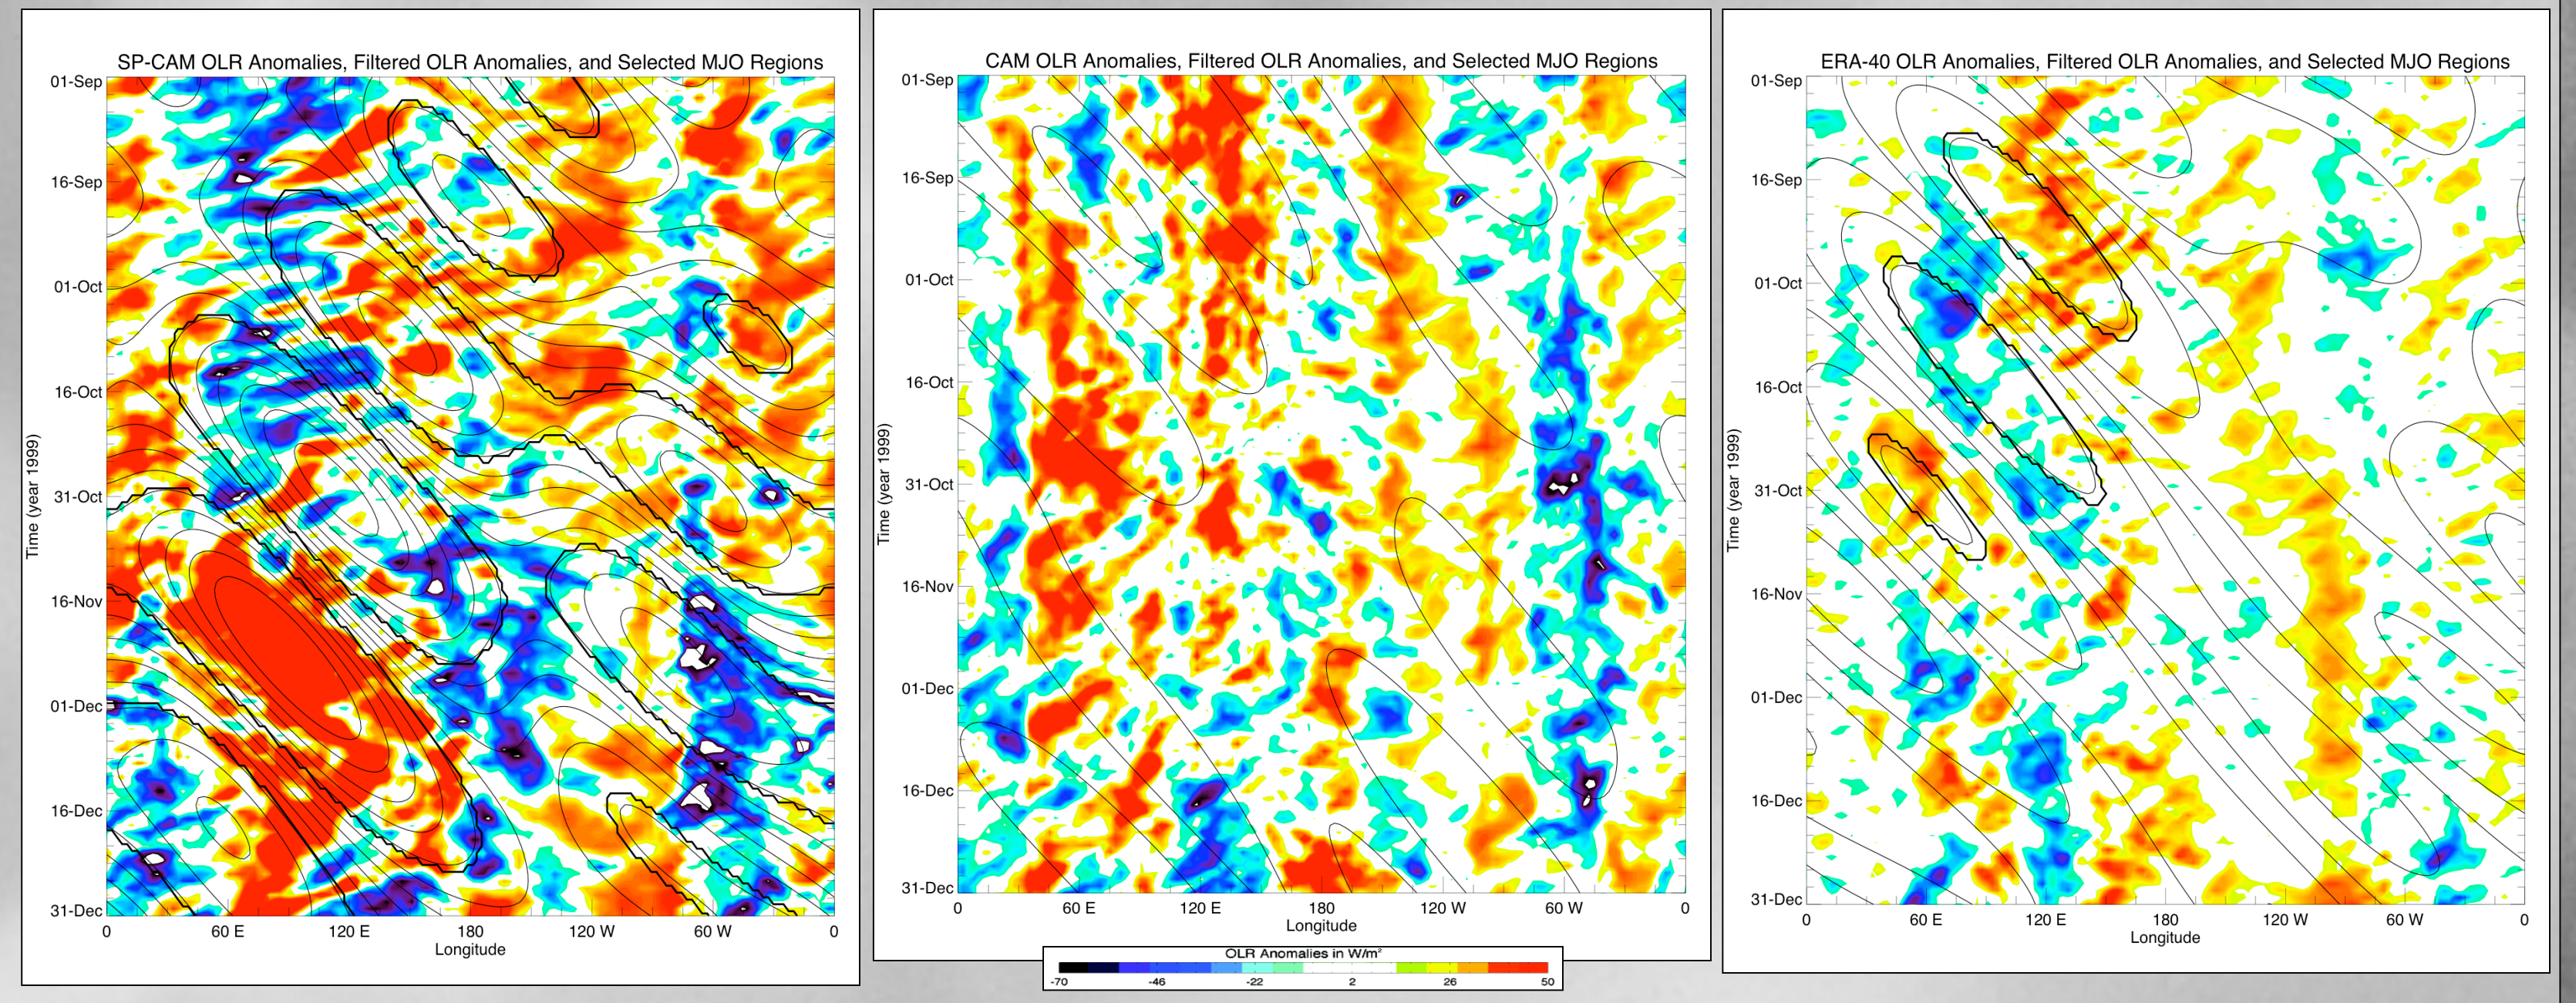 SP-CAM OLR Anomalies, Filtered OLR Anomalies, and Selected MJO Regions
01-Sep
16-Sep
01-Oct
16-Oct
31-Oct
16-Nov
01-Dec
16-Dec
31-Dec
Time (year 1999)
0 60 E 120 E 180 120 W 60 W 0
Longitude
CAM OLR Anomalies, Filtered OLR Anomalies, and Selected MJO Regions
01-Sep
16-Sep
01-Oct
16-Oct
31-Oct
16-Nov
01-Dec
16-Dec
31-Dec
Time (year 1999)
0 60 E 120 E 180 120 W 60 W 0
Longitude
ERA-40 OLR Anomalies, Filtered OLR Anomalies, and Selected MJO Regions
01-Sep
16-Sep
01-Oct
16-Oct
31-Oct
16-Nov
01-Dec
16-Dec
31-Dec
Time (year 1999)
0 60 E 120 E 180 120 W 60 W 0
Longitude
OLR Anomalies in W/m²
-70 -46 -22 2 26 50